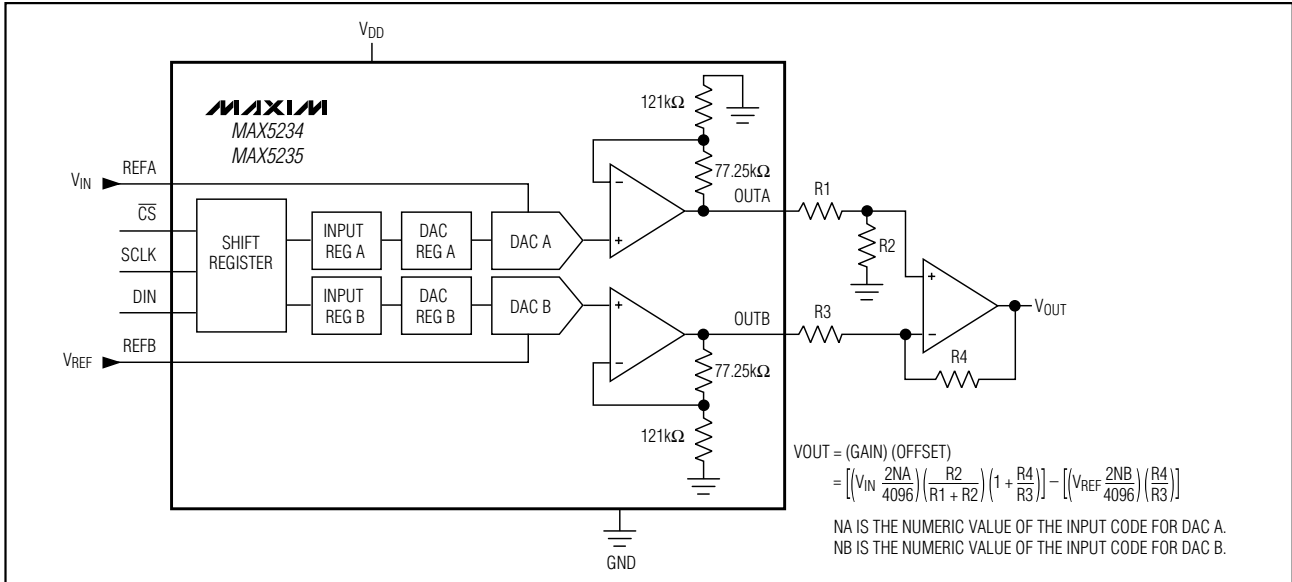 VDD
MAXIM
MAX5234
MAX5235
121kΩ
77.25kΩ
VIN
REFA
OUTA
R1
R2
CS
SCLK
DIN
SHIFT
REGISTER
INPUT
REG A
DAC
REG A
DAC A
INPUT
REG B
DAC
REG B
DAC B
+
−
+
−
+
−
VREF
REFB
OUTB
R3
R4
VOUT
77.25kΩ
121kΩ
GND
VOUT = (GAIN) (OFFSET)
= [(VIN 2NA/4096)(R2/R1 + R2)(1 + R4/R3)] − [(VREF 2NB/4096)(R4/R3)]
NA IS THE NUMERIC VALUE OF THE INPUT CODE FOR DAC A.
NB IS THE NUMERIC VALUE OF THE INPUT CODE FOR DAC B.